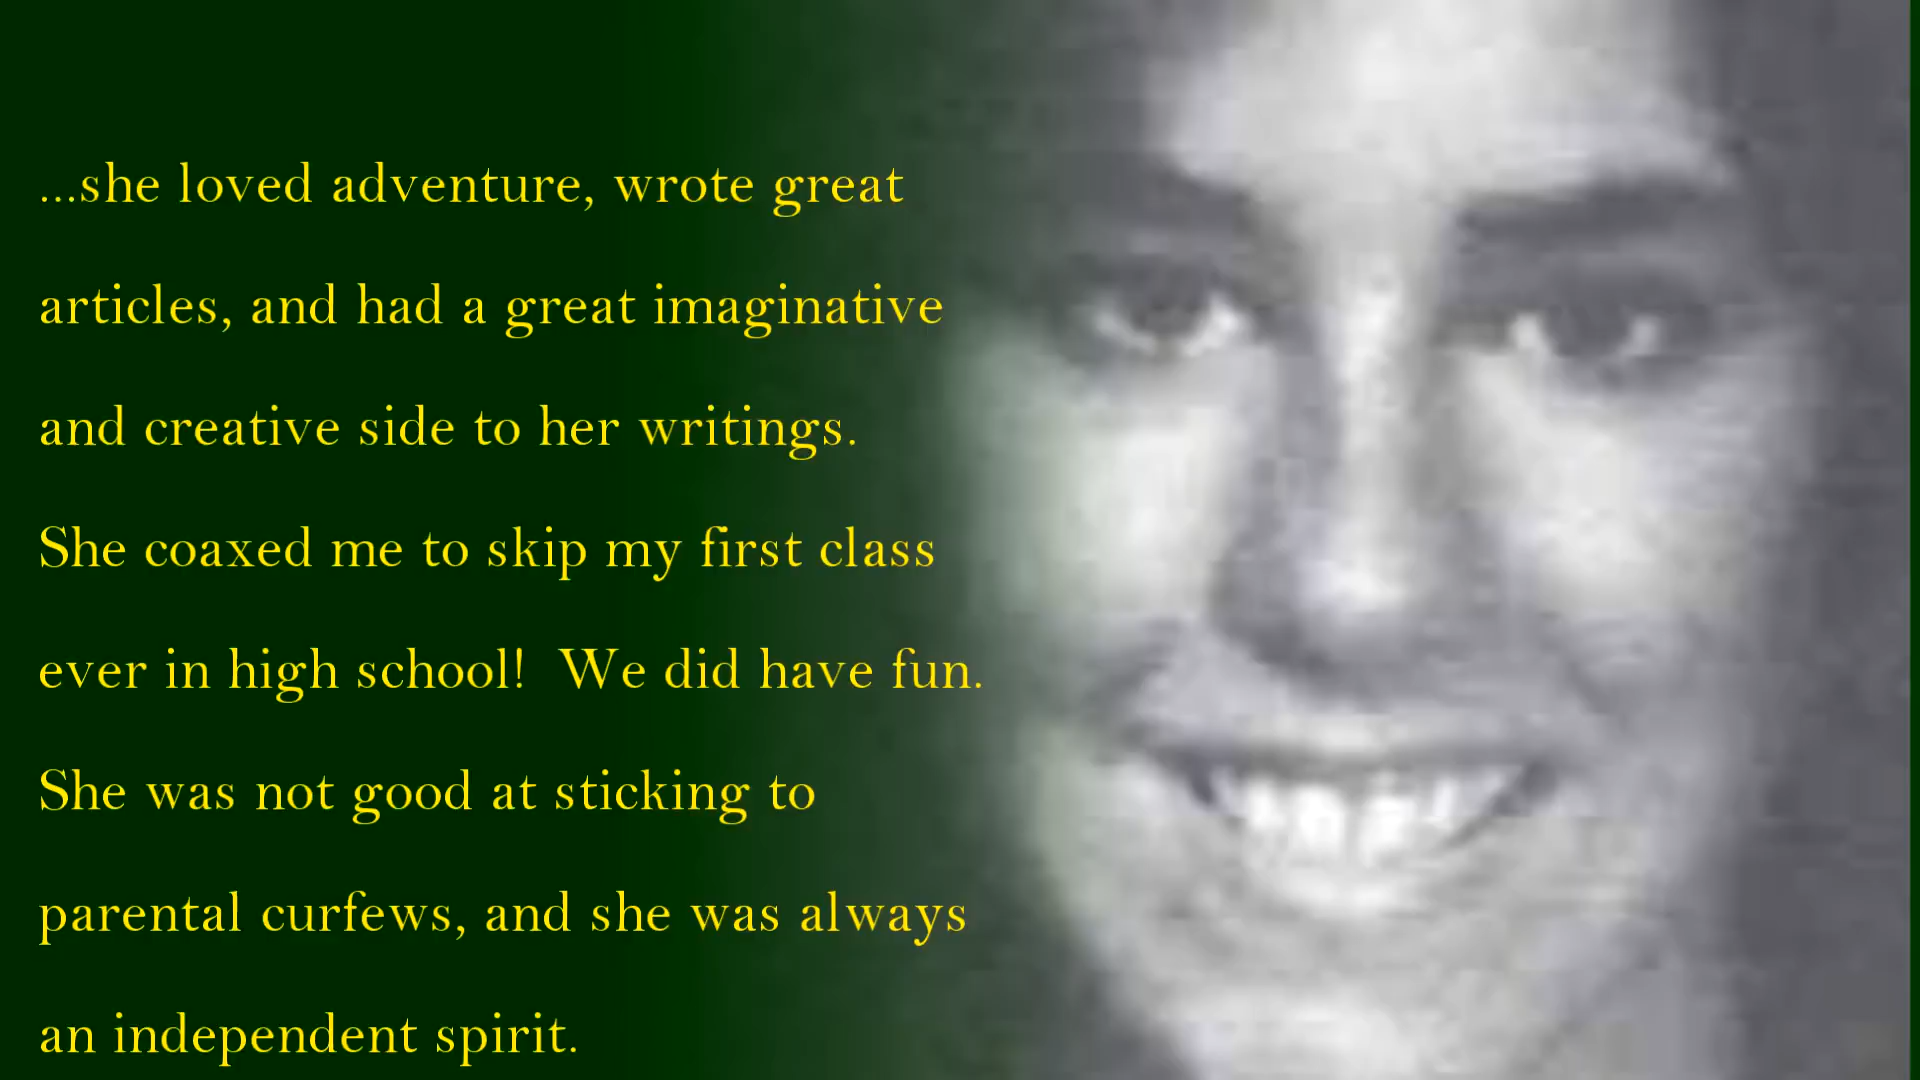 ...she loved adventure, wrote great
articles, and had a great imaginative
and creative side to her writings.
She coaxed me to skip my first class
ever in high school!  We did have fun.
She was not good at sticking to
parental curfews, and she was always
an independent spirit.